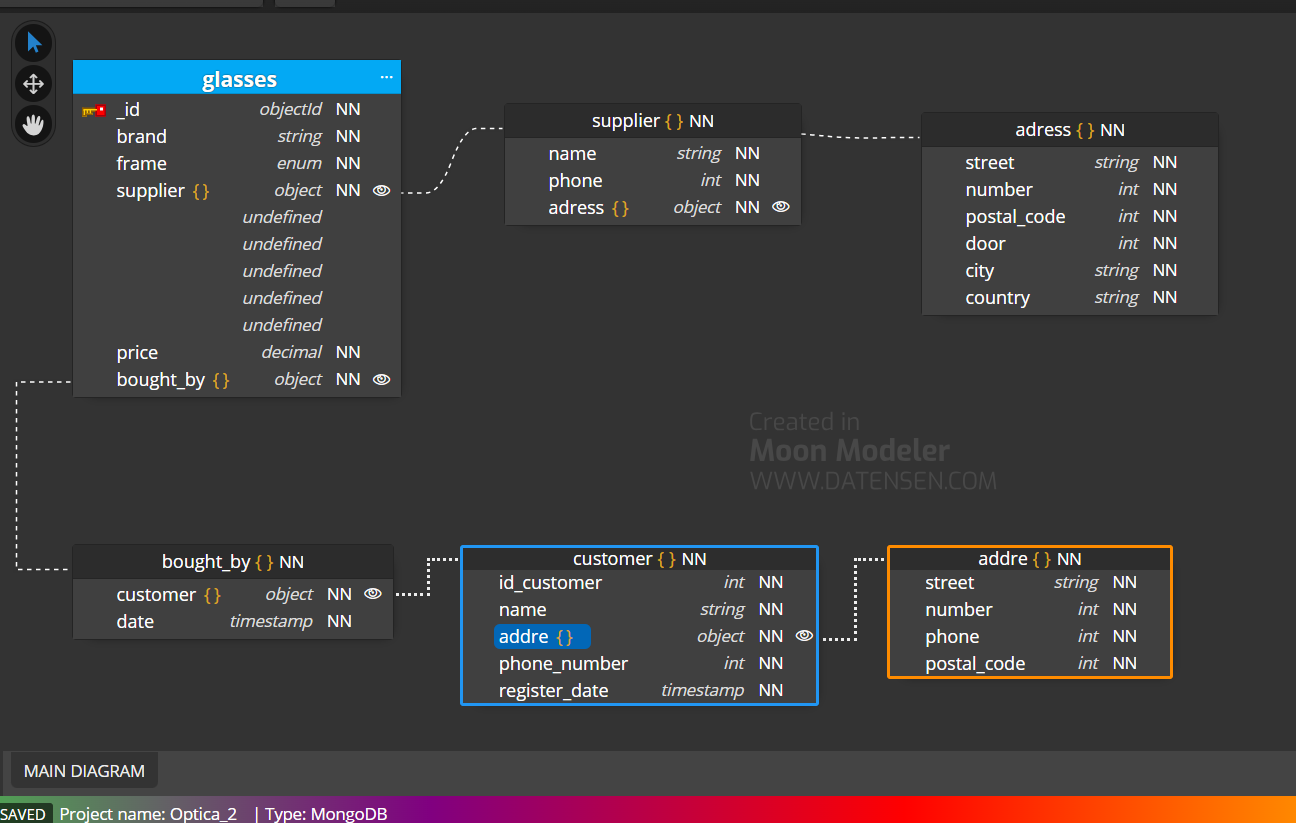 glasses ...
_id objectId NN
brand string NN
frame enum NN
supplier { } object NN
undefined
undefined
undefined
undefined
undefined
price decimal NN
bought_by { } object NN
supplier { } NN
name string NN
phone int NN
adress { } object NN
adress { } NN
street string NN
number int NN
postal_code int NN
door int NN
city string NN
country string NN
Created in
Moon Modeler
WWW.DATENSEN.COM
bought_by { } NN
customer { } object NN
date timestamp NN
customer { } NN
id_customer int NN
name string NN
addre { } object NN
phone_number int NN
register_date timestamp NN
addre { } NN
street string NN
number int NN
phone int NN
postal_code int NN
MAIN DIAGRAM
SAVED Project name: Optica_2 | Type: MongoDB